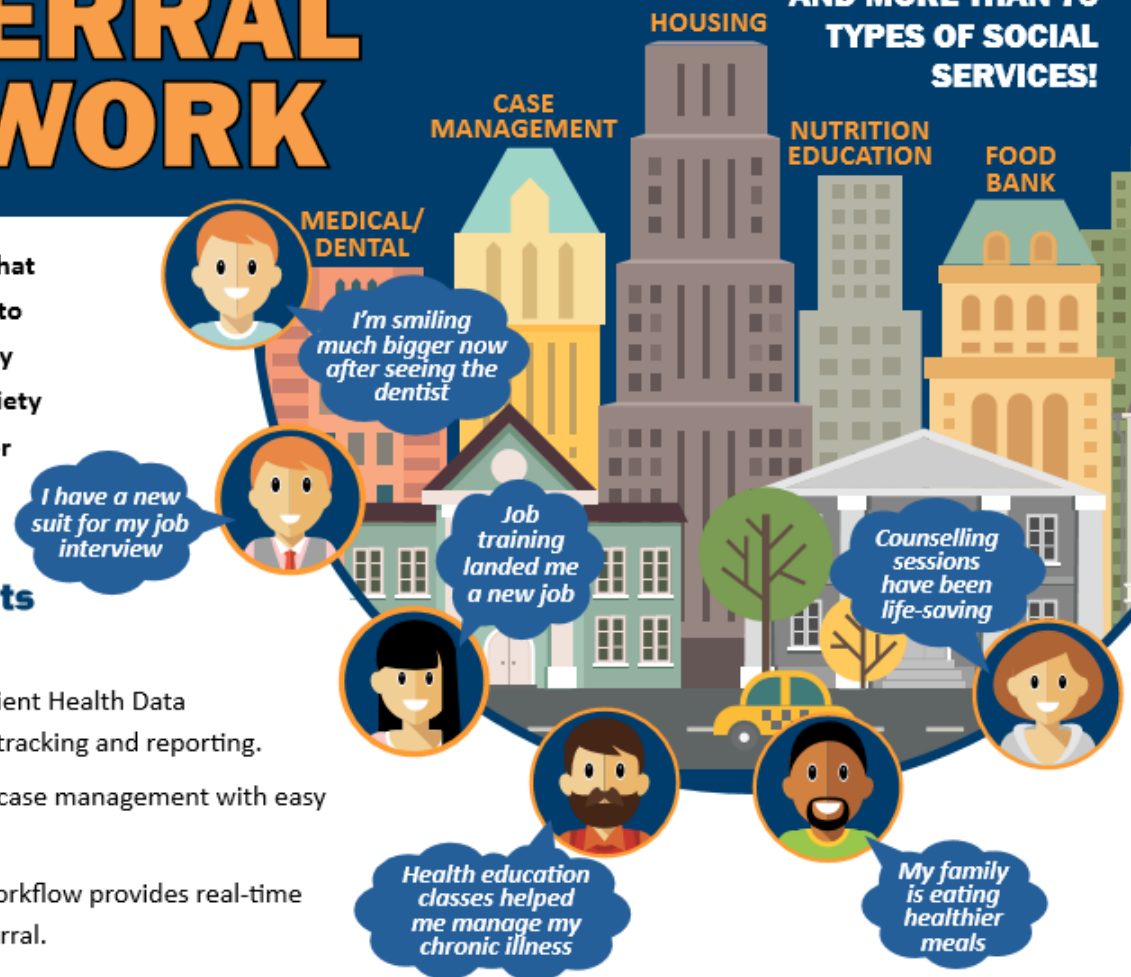 ERRAL
WORK
AND MORE THAN 70
TYPES OF SOCIAL
SERVICES!
HOUSING
CASE
MANAGEMENT
NUTRITION
EDUCATION
FOOD
BANK
MEDICAL/
DENTAL
hat
to
y
iety
r
I'm smiling
much bigger now
after seeing the
dentist
I have a new
suit for my job
interview
Job
training
landed me
a new job
Counselling
sessions
have been
life-saving
ts
ient Health Data
tracking and reporting.
case management with easy
orkflow provides real-time
rral.
Health education
classes helped
me manage my
chronic illness
My family
is eating
healthier
meals